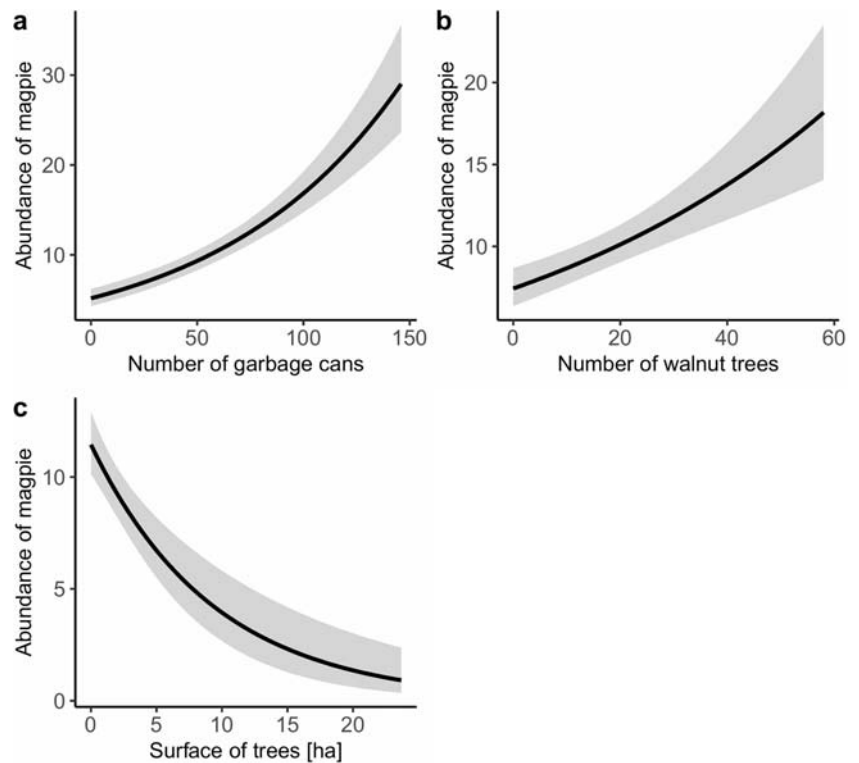 a
Abundance of magpie
30
20
10
0 50 100 150
Number of garbage cans
b
Abundance of magpie
20
15
10
0 20 40 60
Number of walnut trees
c
Abundance of magpie
10
5
0
0 5 10 15 20
Surface of trees [ha]